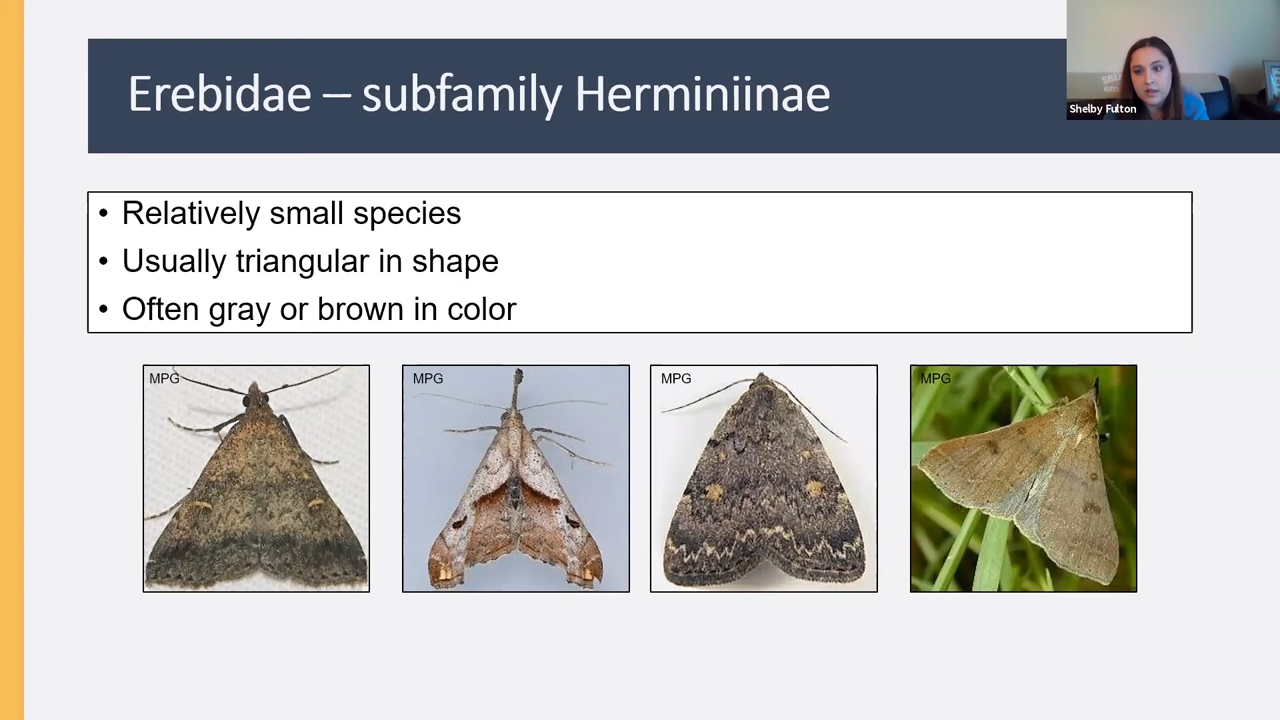 Erebidae – subfamily Herminiinae
Shelby Fulton
• Relatively small species
• Usually triangular in shape
• Often gray or brown in color
MPG
MPG
MPG
MPG